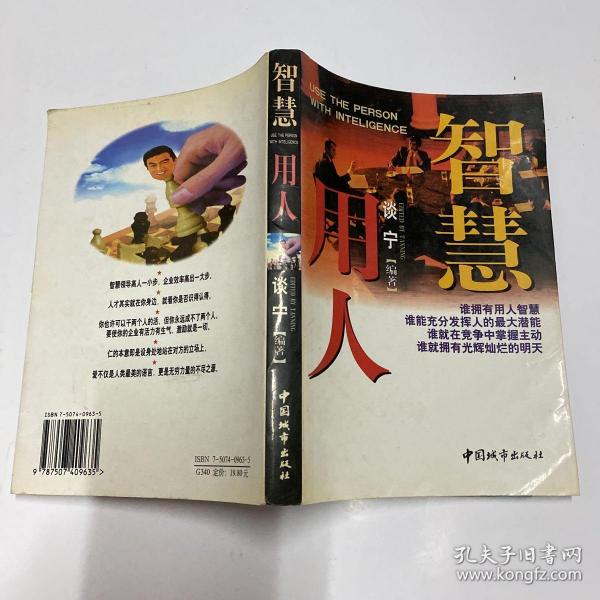 USE THE PERSON
WITH INTELIGENCE
智慧
用人
谈宁【编著】
EDITED BY TANNING
谁拥有用人智慧
谁能充分发挥人的最大潜能
谁就在竞争中掌握主动
谁就拥有光辉灿烂的明天
中国城市出版社
智慧
USE THE PERSON
WITH INTELIGENCE
用人
谈宁【编著】
EDITED BY TANNING
中国城市出版社
★
智慧领导高人一小步,企业效率高出一大步。
★
人才其实就在你身边,就看你是否识得认得。
★
你也许可以干两个人的活,但你永远成不了两个人,
要使你的企业有活力有生气,激励就是一切。
★
仁的本意即是设身处地站在对方的立场上。
★
爱不仅是人类最美的语言,更是无穷力量的不尽之源。
ISBN 7-5074-0963-5
9 787507 409635 >
ISBN 7-5074-0963-5
G340 定价:19.80元
孔夫子旧书网
www.kongfz.com